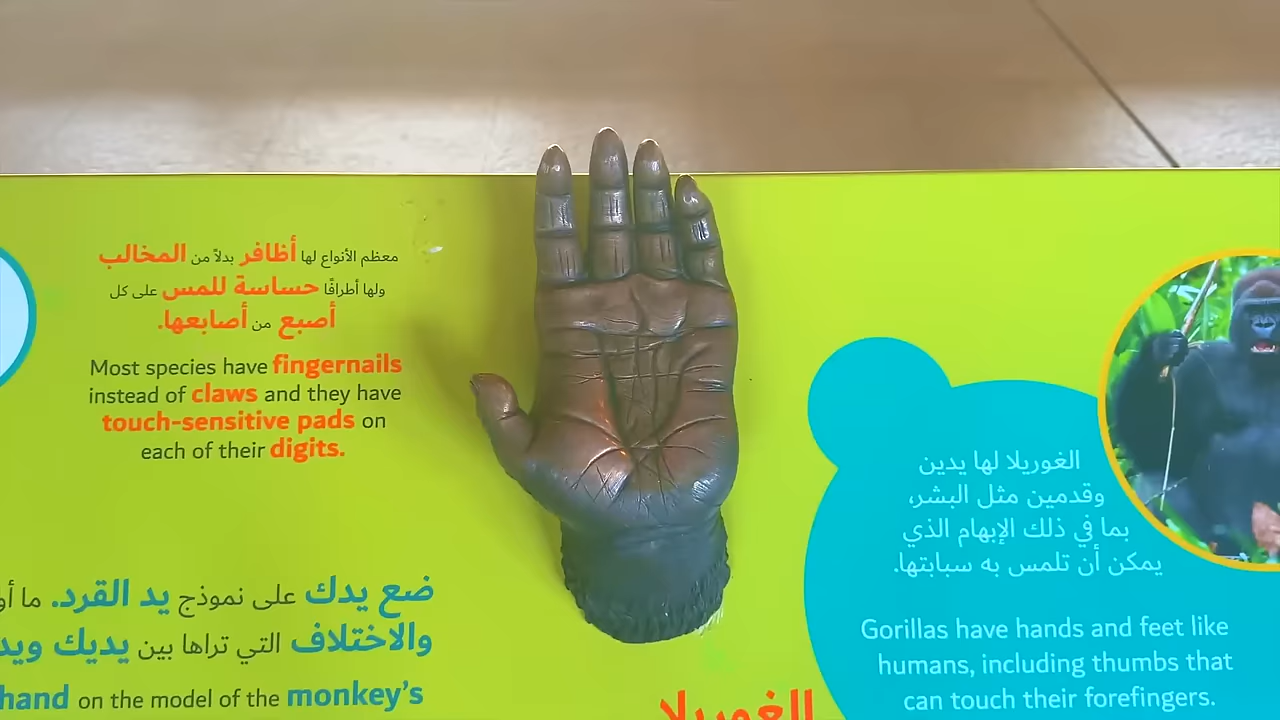 معظم الأنواع لها أظافر بدلاً من المخالب
ولها أطرافًا حساسة للمس على كل
أصبع من أصابعها.
Most species have fingernails
instead of claws and they have
touch-sensitive pads on
each of their digits.
ضع يدك على نموذج يد القرد. ما
والاختلاف التي تراها بين يديك
hand on the model of the monkey's
الغوريلا لها يدين
وقدمين مثل البشر،
بما في ذلك الإبهام الذي
يمكن أن تلمس به سبابتها.
Gorillas have hands and feet like
humans, including thumbs that
can touch their forefingers.
الغوريلا